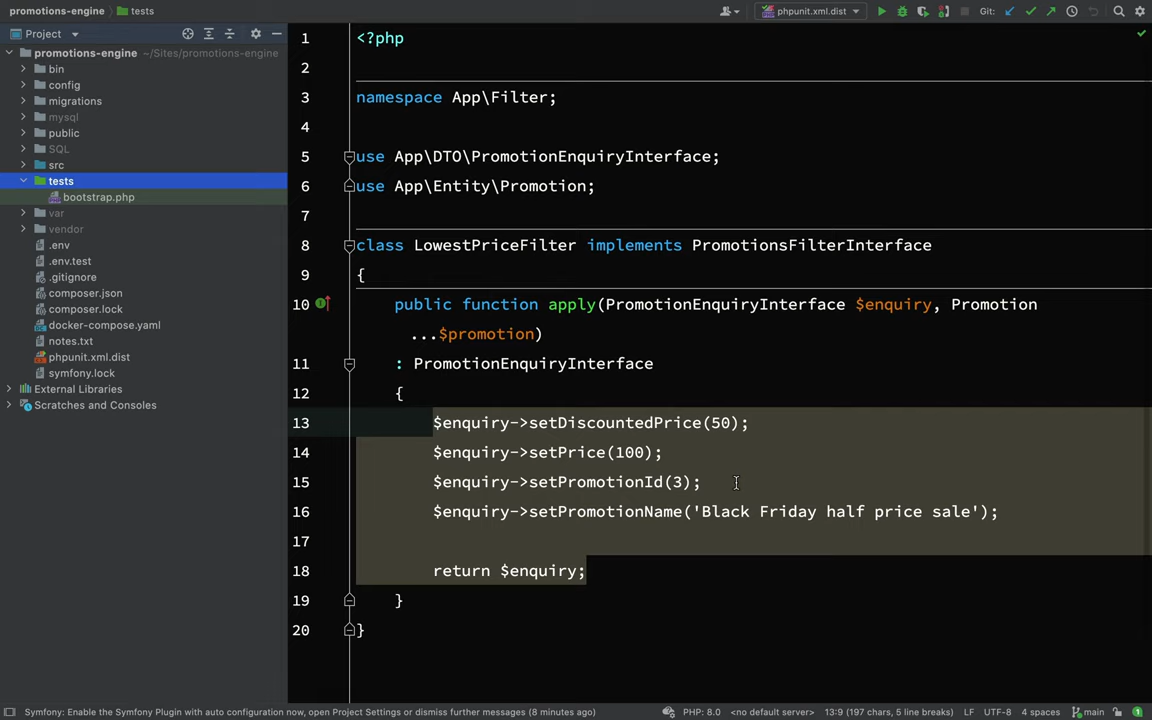 promotions-engine tests
phpunit.xml.dist
Git:
Project
promotions-engine ~/Sites/promotions-engine
bin
config
migrations
mysql
public
SQL
src
tests
bootstrap.php
var
vendor
.env
.env.test
.gitignore
composer.json
composer.lock
docker-compose.yaml
notes.txt
phpunit.xml.dist
symfony.lock
External Libraries
Scratches and Consoles
1 <?php
2
3 namespace App\Filter;
4
5 use App\DTO\PromotionEnquiryInterface;
6 use App\Entity\Promotion;
7
8 class LowestPriceFilter implements PromotionsFilterInterface
9 {
10 public function apply(PromotionEnquiryInterface $enquiry, Promotion
...$promotion)
11 : PromotionEnquiryInterface
12 {
13 $enquiry->setDiscountedPrice(50);
14 $enquiry->setPrice(100);
15 $enquiry->setPromotionId(3);
16 $enquiry->setPromotionName('Black Friday half price sale');
17
18 return $enquiry;
19 }
20 }
Symfony: Enable the Symfony Plugin with auto configuration now, open Project Settings or dismiss further messages (8 minutes ago)
PHP: 8.0 <no default server> 13:9 (197 chars, 5 line breaks) LF UTF-8 4 spaces main 1